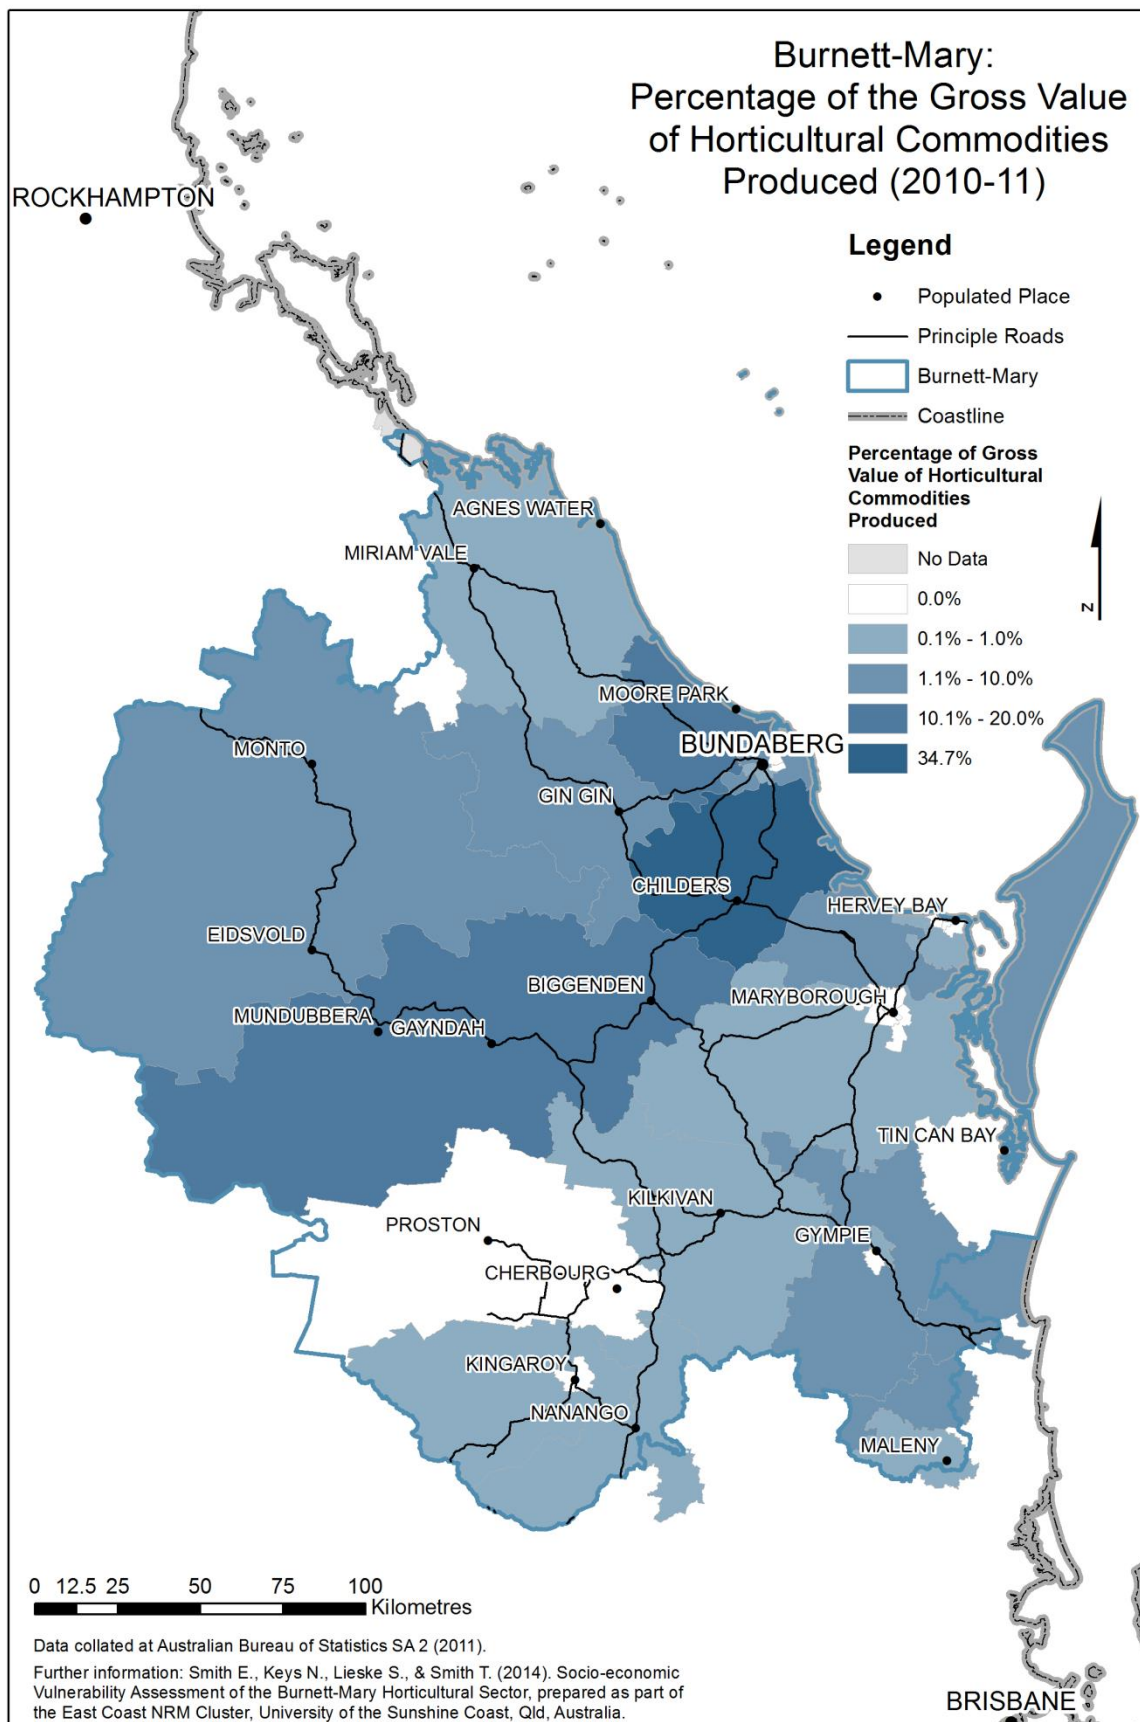 Burnett-Mary:
Percentage of the Gross Value
of Horticultural Commodities
Produced (2010-11)
ROCKHAMPTON
Legend
Populated Place
Principle Roads
Burnett-Mary
Coastline
Percentage of Gross
Value of Horticultural
Commodities
Produced
No Data
0.0%
0.1% - 1.0%
1.1% - 10.0%
10.1% - 20.0%
34.7%
N
AGNES WATER
MIRIAM VALE
MOORE PARK
BUNDABERG
MONTO
GIN GIN
CHILDERS
HERVEY BAY
EIDSVOLD
BIGGENDEN
MARYBOROUGH
MUNDUBBERA
GAYNDAH
TIN CAN BAY
KILKIVAN
PROSTON
GYMPIE
CHERBOURG
KINGAROY
NANANGO
MALENY
0 12.5 25 50 75 100
Kilometres
Data collated at Australian Bureau of Statistics SA 2 (2011).
Further information: Smith E., Keys N., Lieske S., & Smith T. (2014). Socio-economic
Vulnerability Assessment of the Burnett-Mary Horticultural Sector, prepared as part of
the East Coast NRM Cluster, University of the Sunshine Coast, Qld, Australia.
BRISBANE